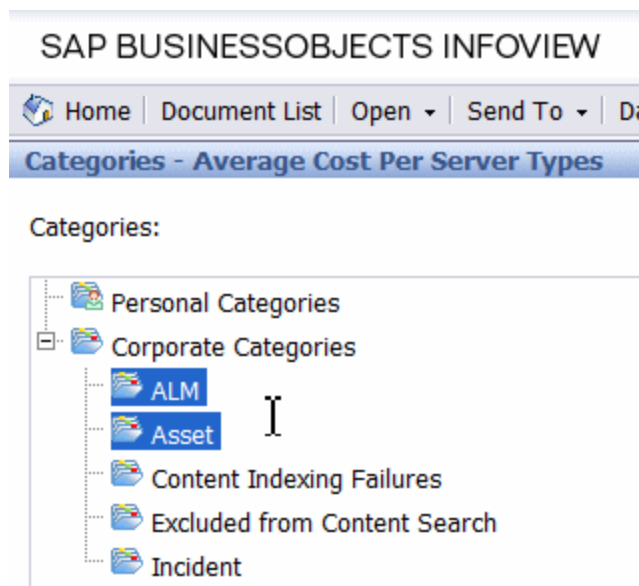 SAP BUSINESSOBJECTS INFOVIEW
Home Document List Open Send To
Categories - Average Cost Per Server Types
Categories:
Personal Categories
Corporate Categories
ALM
Asset
Content Indexing Failures
Excluded from Content Search
Incident